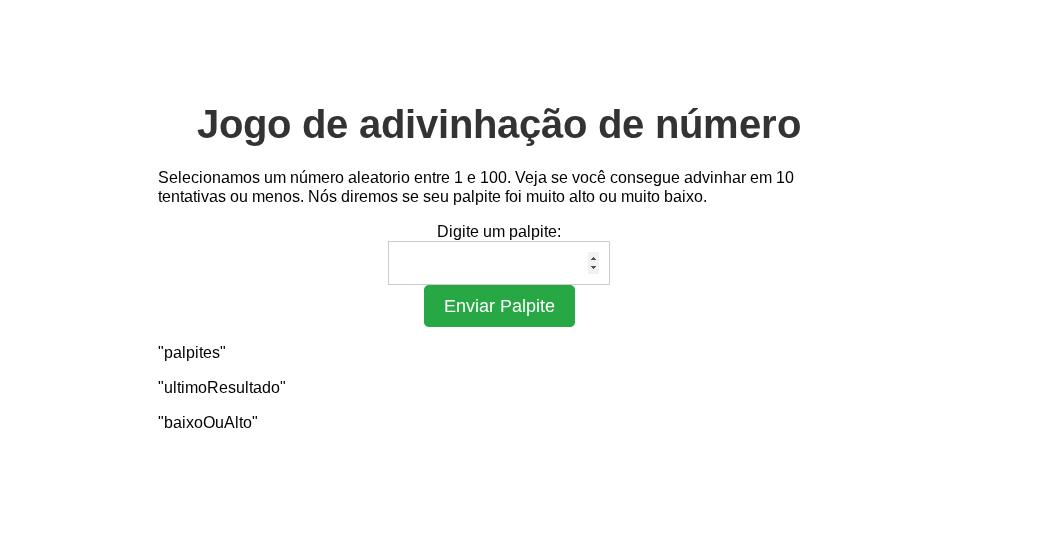 Jogo de adivinhação de número
Selecionamos um número aleatorio entre 1 e 100. Veja se você consegue advinhar em 10
tentativas ou menos. Nós diremos se seu palpite foi muito alto ou muito baixo.
Digite um palpite:
Enviar Palpite
"palpites"
"ultimoResultado"
"baixoOuAlto"